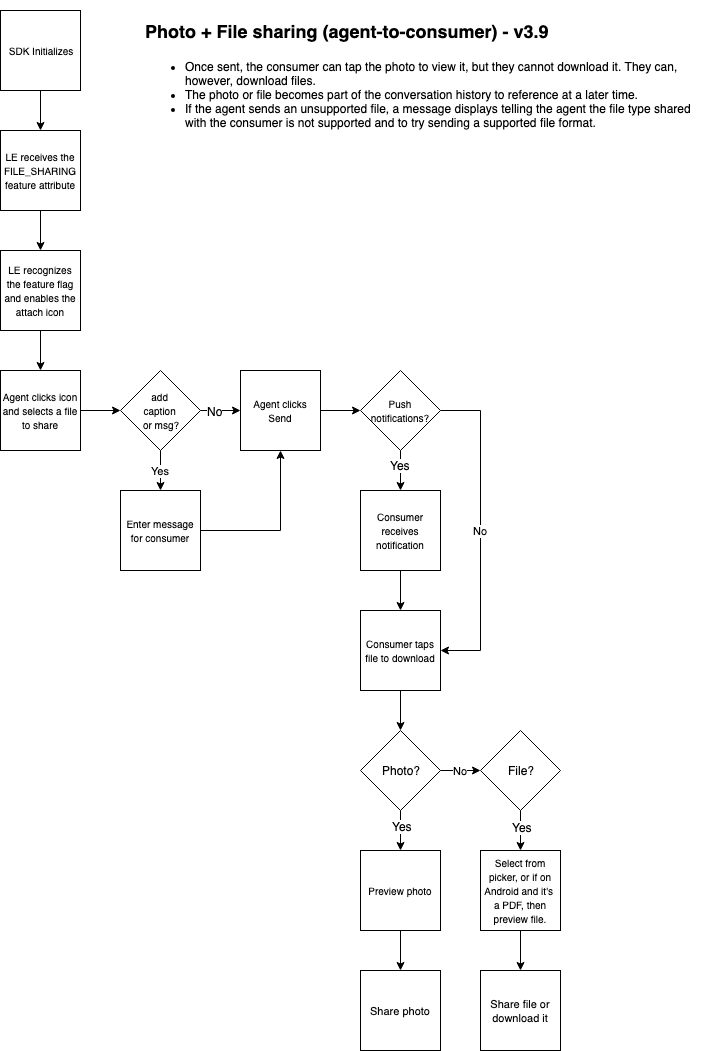 Photo + File sharing (agent-to-consumer) - v3.9
• Once sent, the consumer can tap the photo to view it, but they cannot download it. They can,
however, download files.
• The photo or file becomes part of the conversation history to reference at a later time.
• If the agent sends an unsupported file, a message displays telling the agent the file type shared
with the consumer is not supported and to try sending a supported file format.
SDK Initializes
LE receives the
FILE_SHARING
feature attribute
LE recognizes
the feature flag
and enables the
attach icon
Agent clicks icon
and selects a file
to share
add
caption
or msg?
No
Agent clicks
Send
Push
notifications?
Yes
Yes
Enter message
for consumer
Consumer
receives
notification
No
Consumer taps
file to download
Photo?
No
File?
Yes
Yes
Preview photo
Select from
picker, or if on
Android and it's
a PDF, then
preview file.
Share photo
Share file or
download it